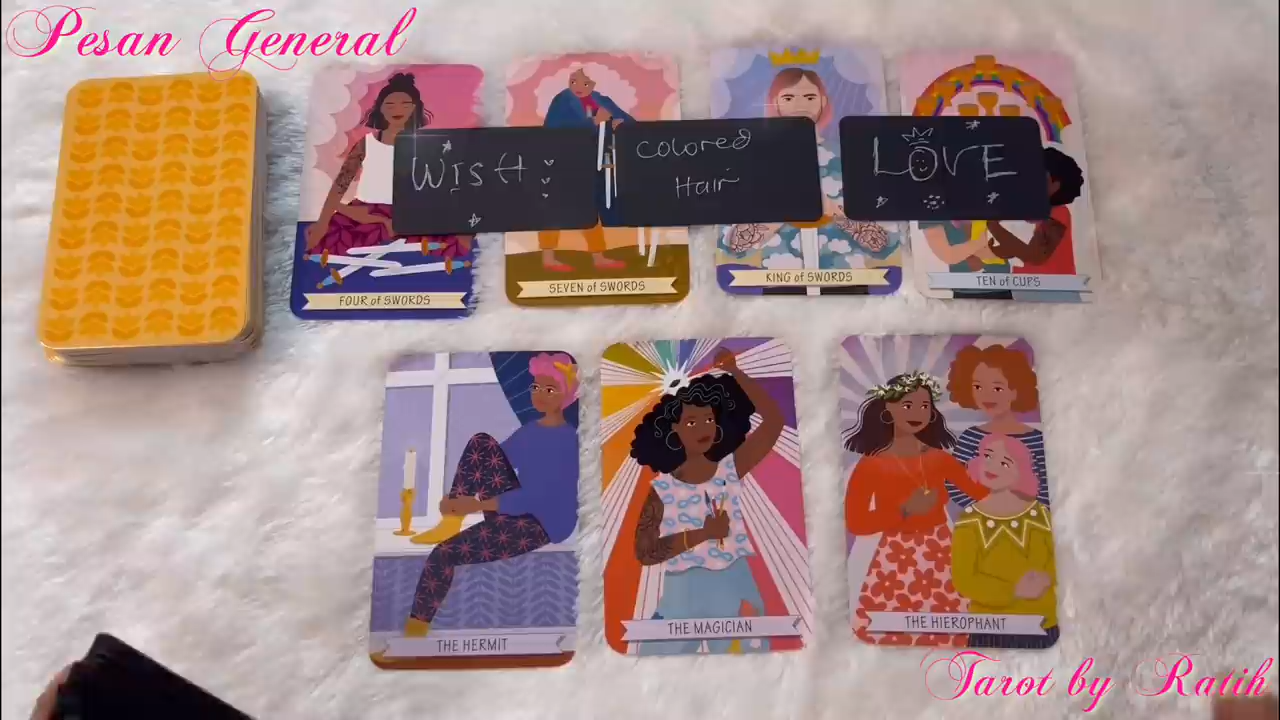 Pesan General
WISH
colored
Hair
LOVE
FOUR of SWORDS
SEVEN of SWORDS
KING of SWORDS
TEN of CUPS
THE HERMIT
THE MAGICIAN
THE HIEROPHANT
Tarot by Ratih